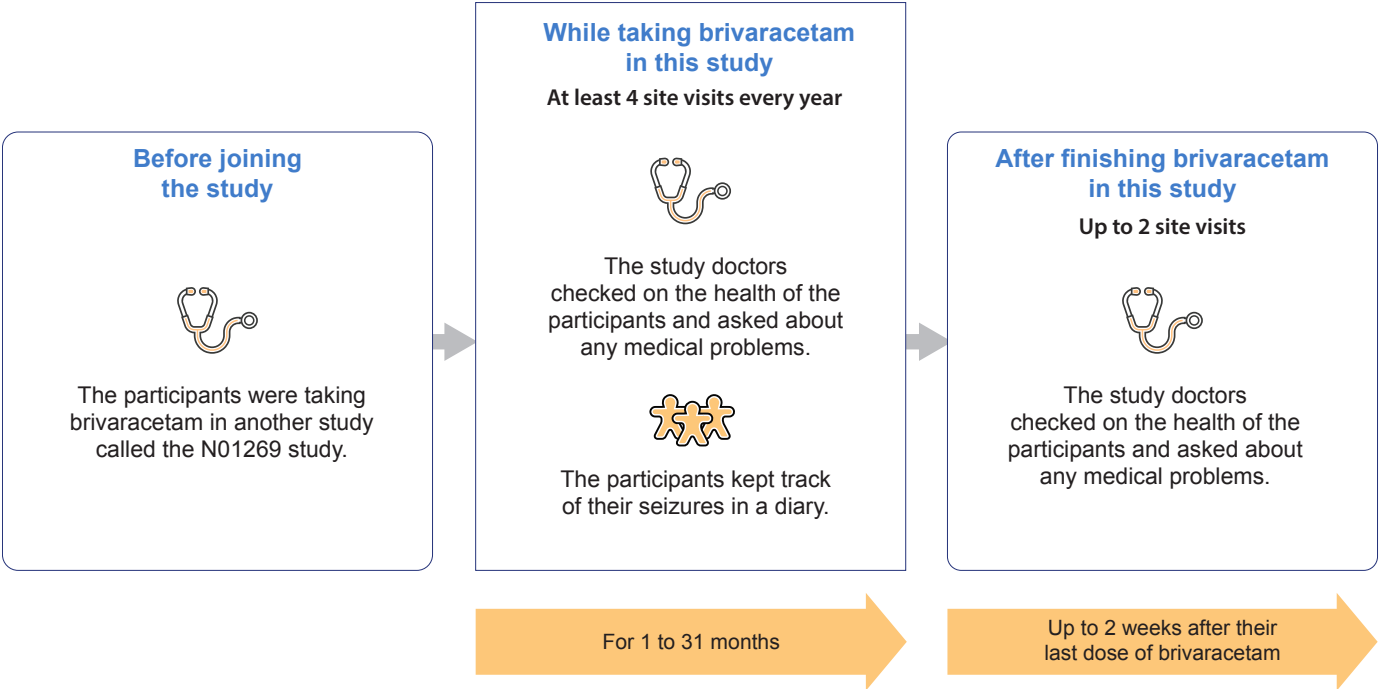 Before joining
the study
The participants were taking
brivaracetam in another study
called the N01269 study.
While taking brivaracetam
in this study
At least 4 site visits every year
The study doctors
checked on the health of the
participants and asked about
any medical problems.
The participants kept track
of their seizures in a diary.
For 1 to 31 months
After finishing brivaracetam
in this study
Up to 2 site visits
The study doctors
checked on the health of the
participants and asked about
any medical problems.
Up to 2 weeks after their
last dose of brivaracetam